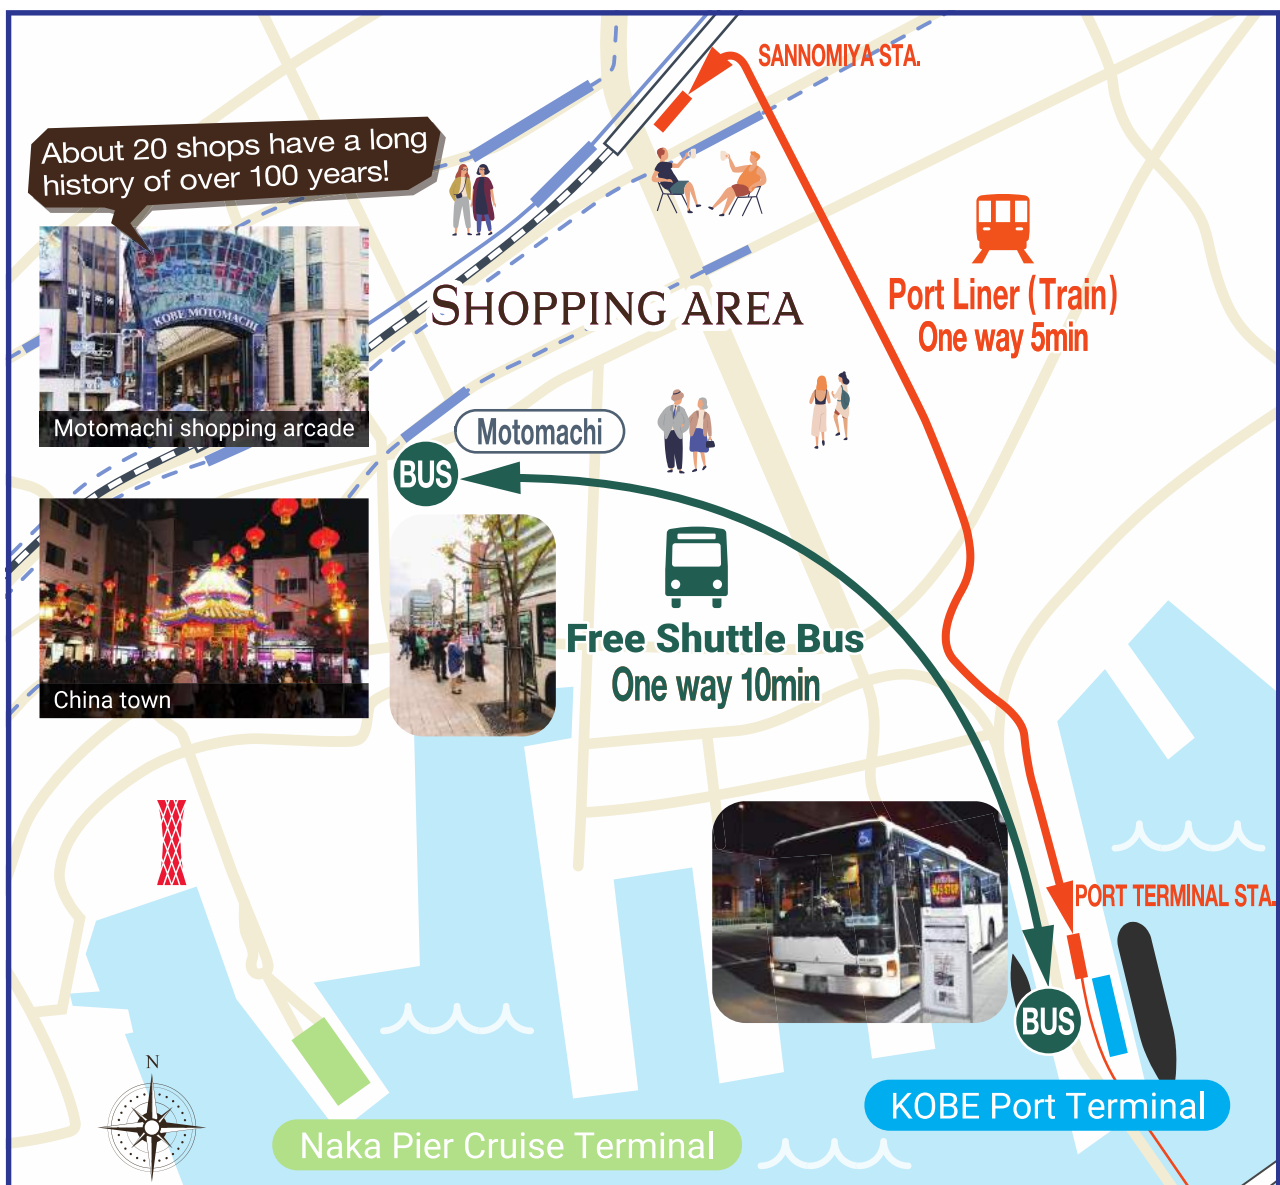 SANNOMIYA STA.
About 20 shops have a long
history of over 100 years!
KOBE MOTOMACHI
Motomachi shopping arcade
SHOPPING AREA
Port Liner (Train)
One way 5min
Motomachi
BUS
Free Shuttle Bus
One way 10min
China town
BUS STOP
PORT TERMINAL STA.
BUS
KOBE Port Terminal
N
Naka Pier Cruise Terminal